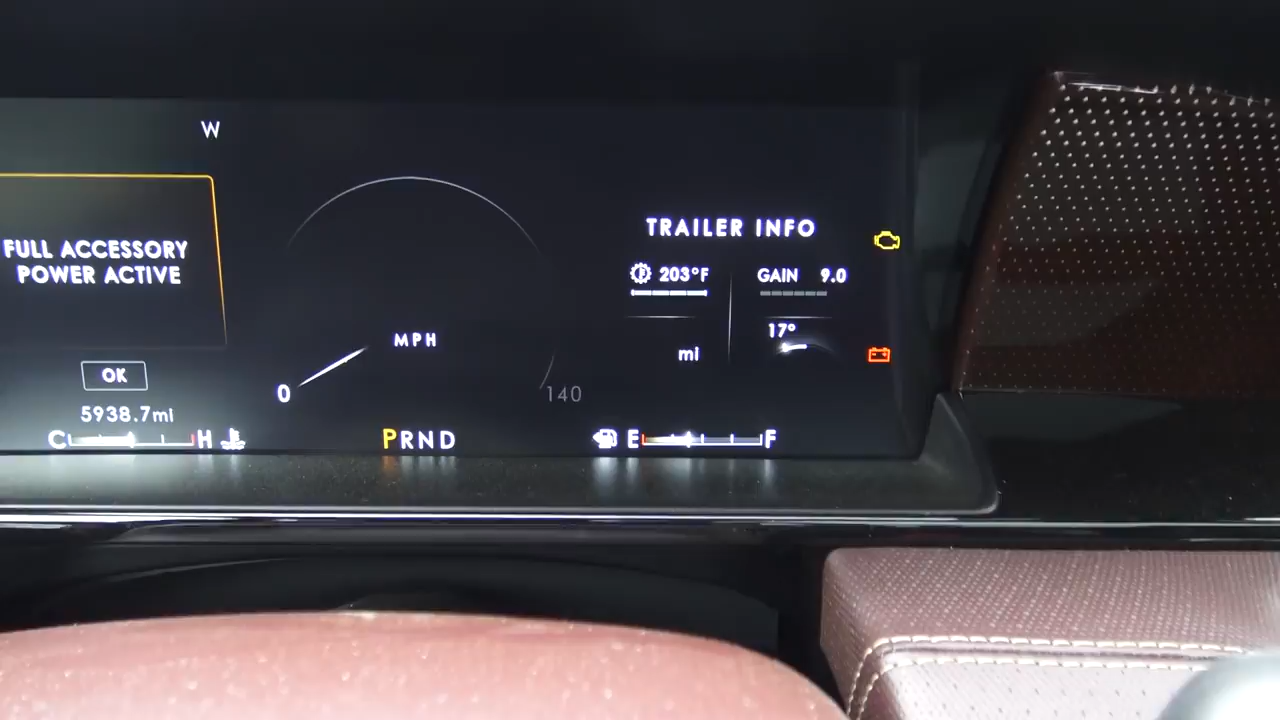 W
FULL ACCESSORY
POWER ACTIVE
OK
5938.7mi
C H
0
MPH
140
PRND
TRAILER INFO
203°F
GAIN 9.0
17°
mi
E F